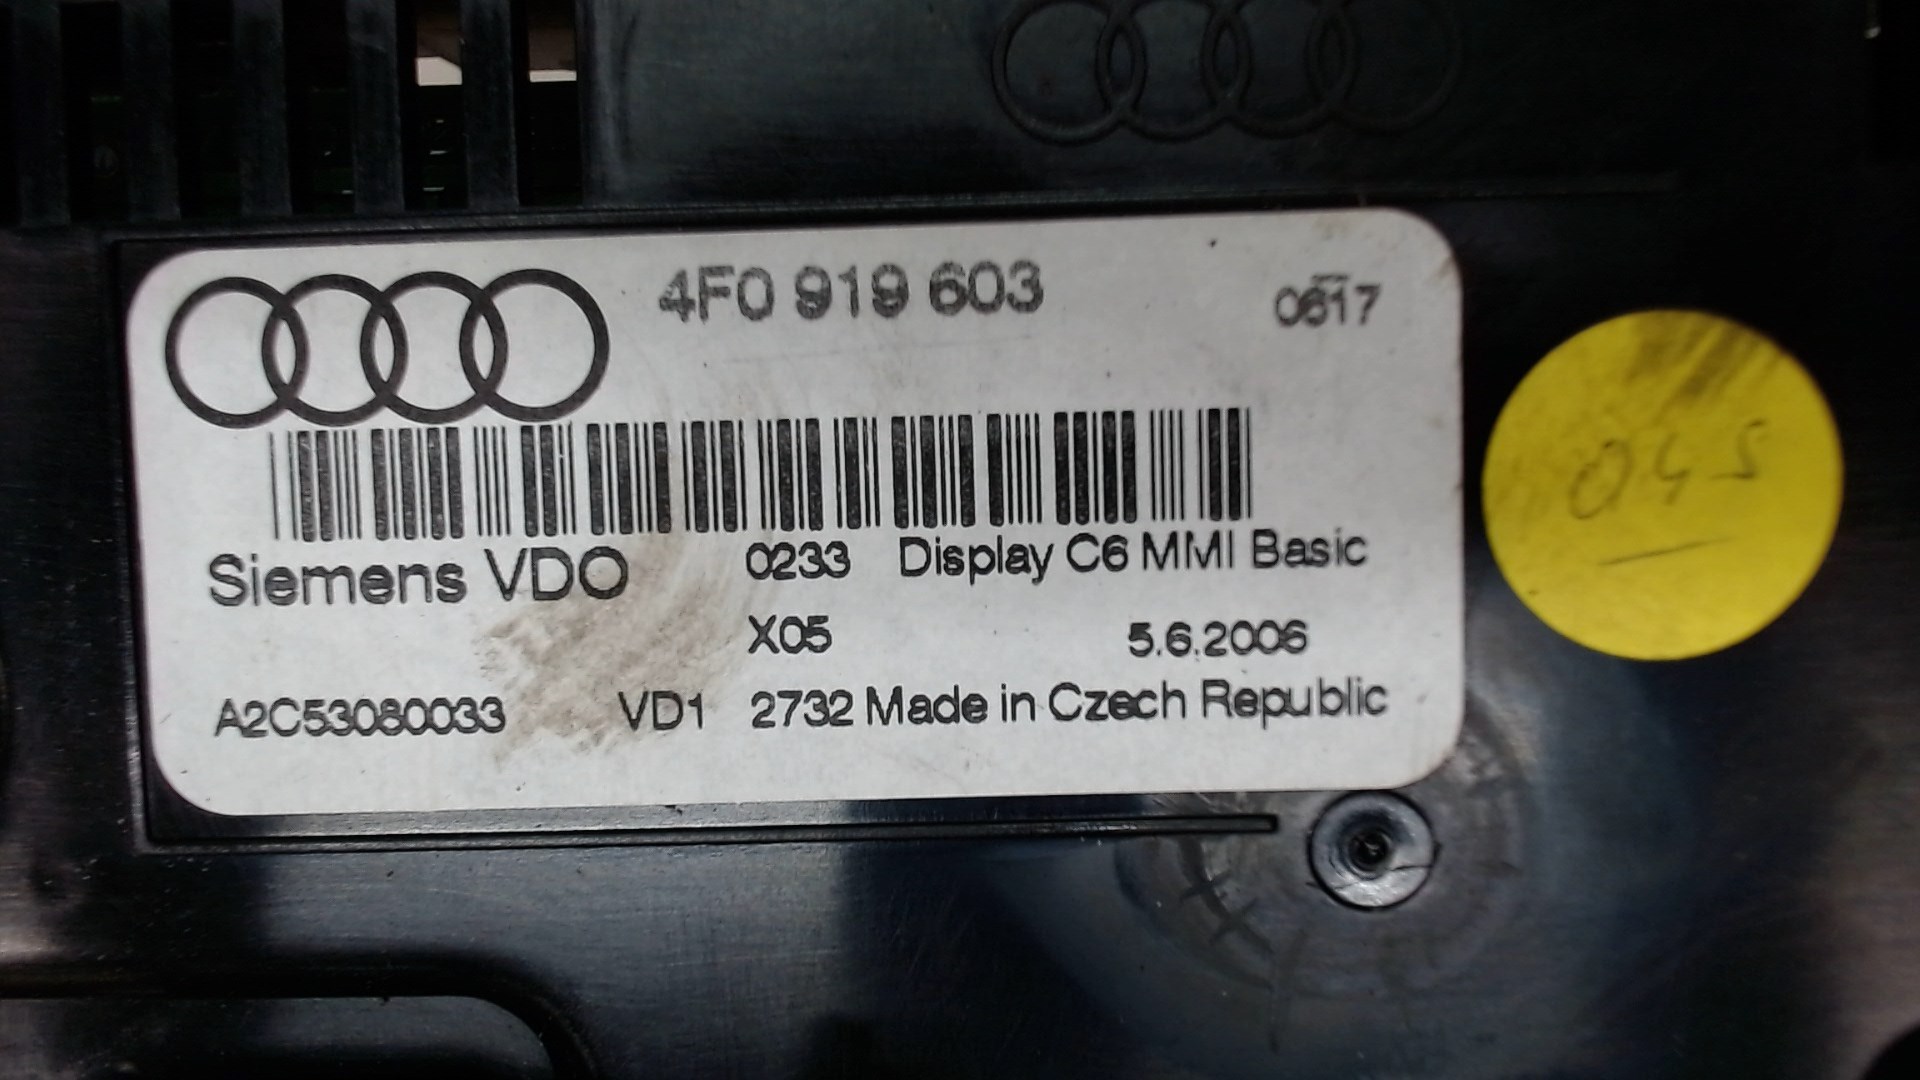 4F0 919 603
0617
Siemens VDO 0233 Display C6 MMI Basic
X05 5.6.2006
A2C53080033 VD1 2732 Made in Czech Republic
045